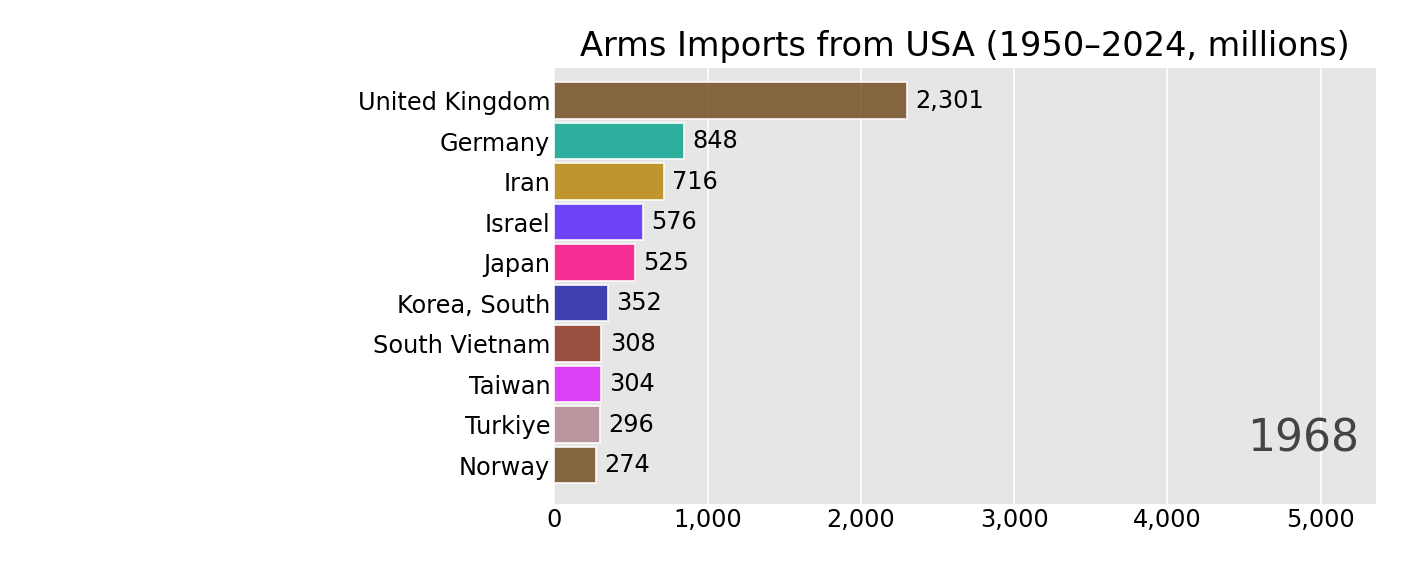 Arms Imports from USA (1950–2024, millions)
United Kingdom 2,301
Germany 848
Iran 716
Israel 576
Japan 525
Korea, South 352
South Vietnam 308
Taiwan 304
Turkiye 296
Norway 274
1968
0 1,000 2,000 3,000 4,000 5,000